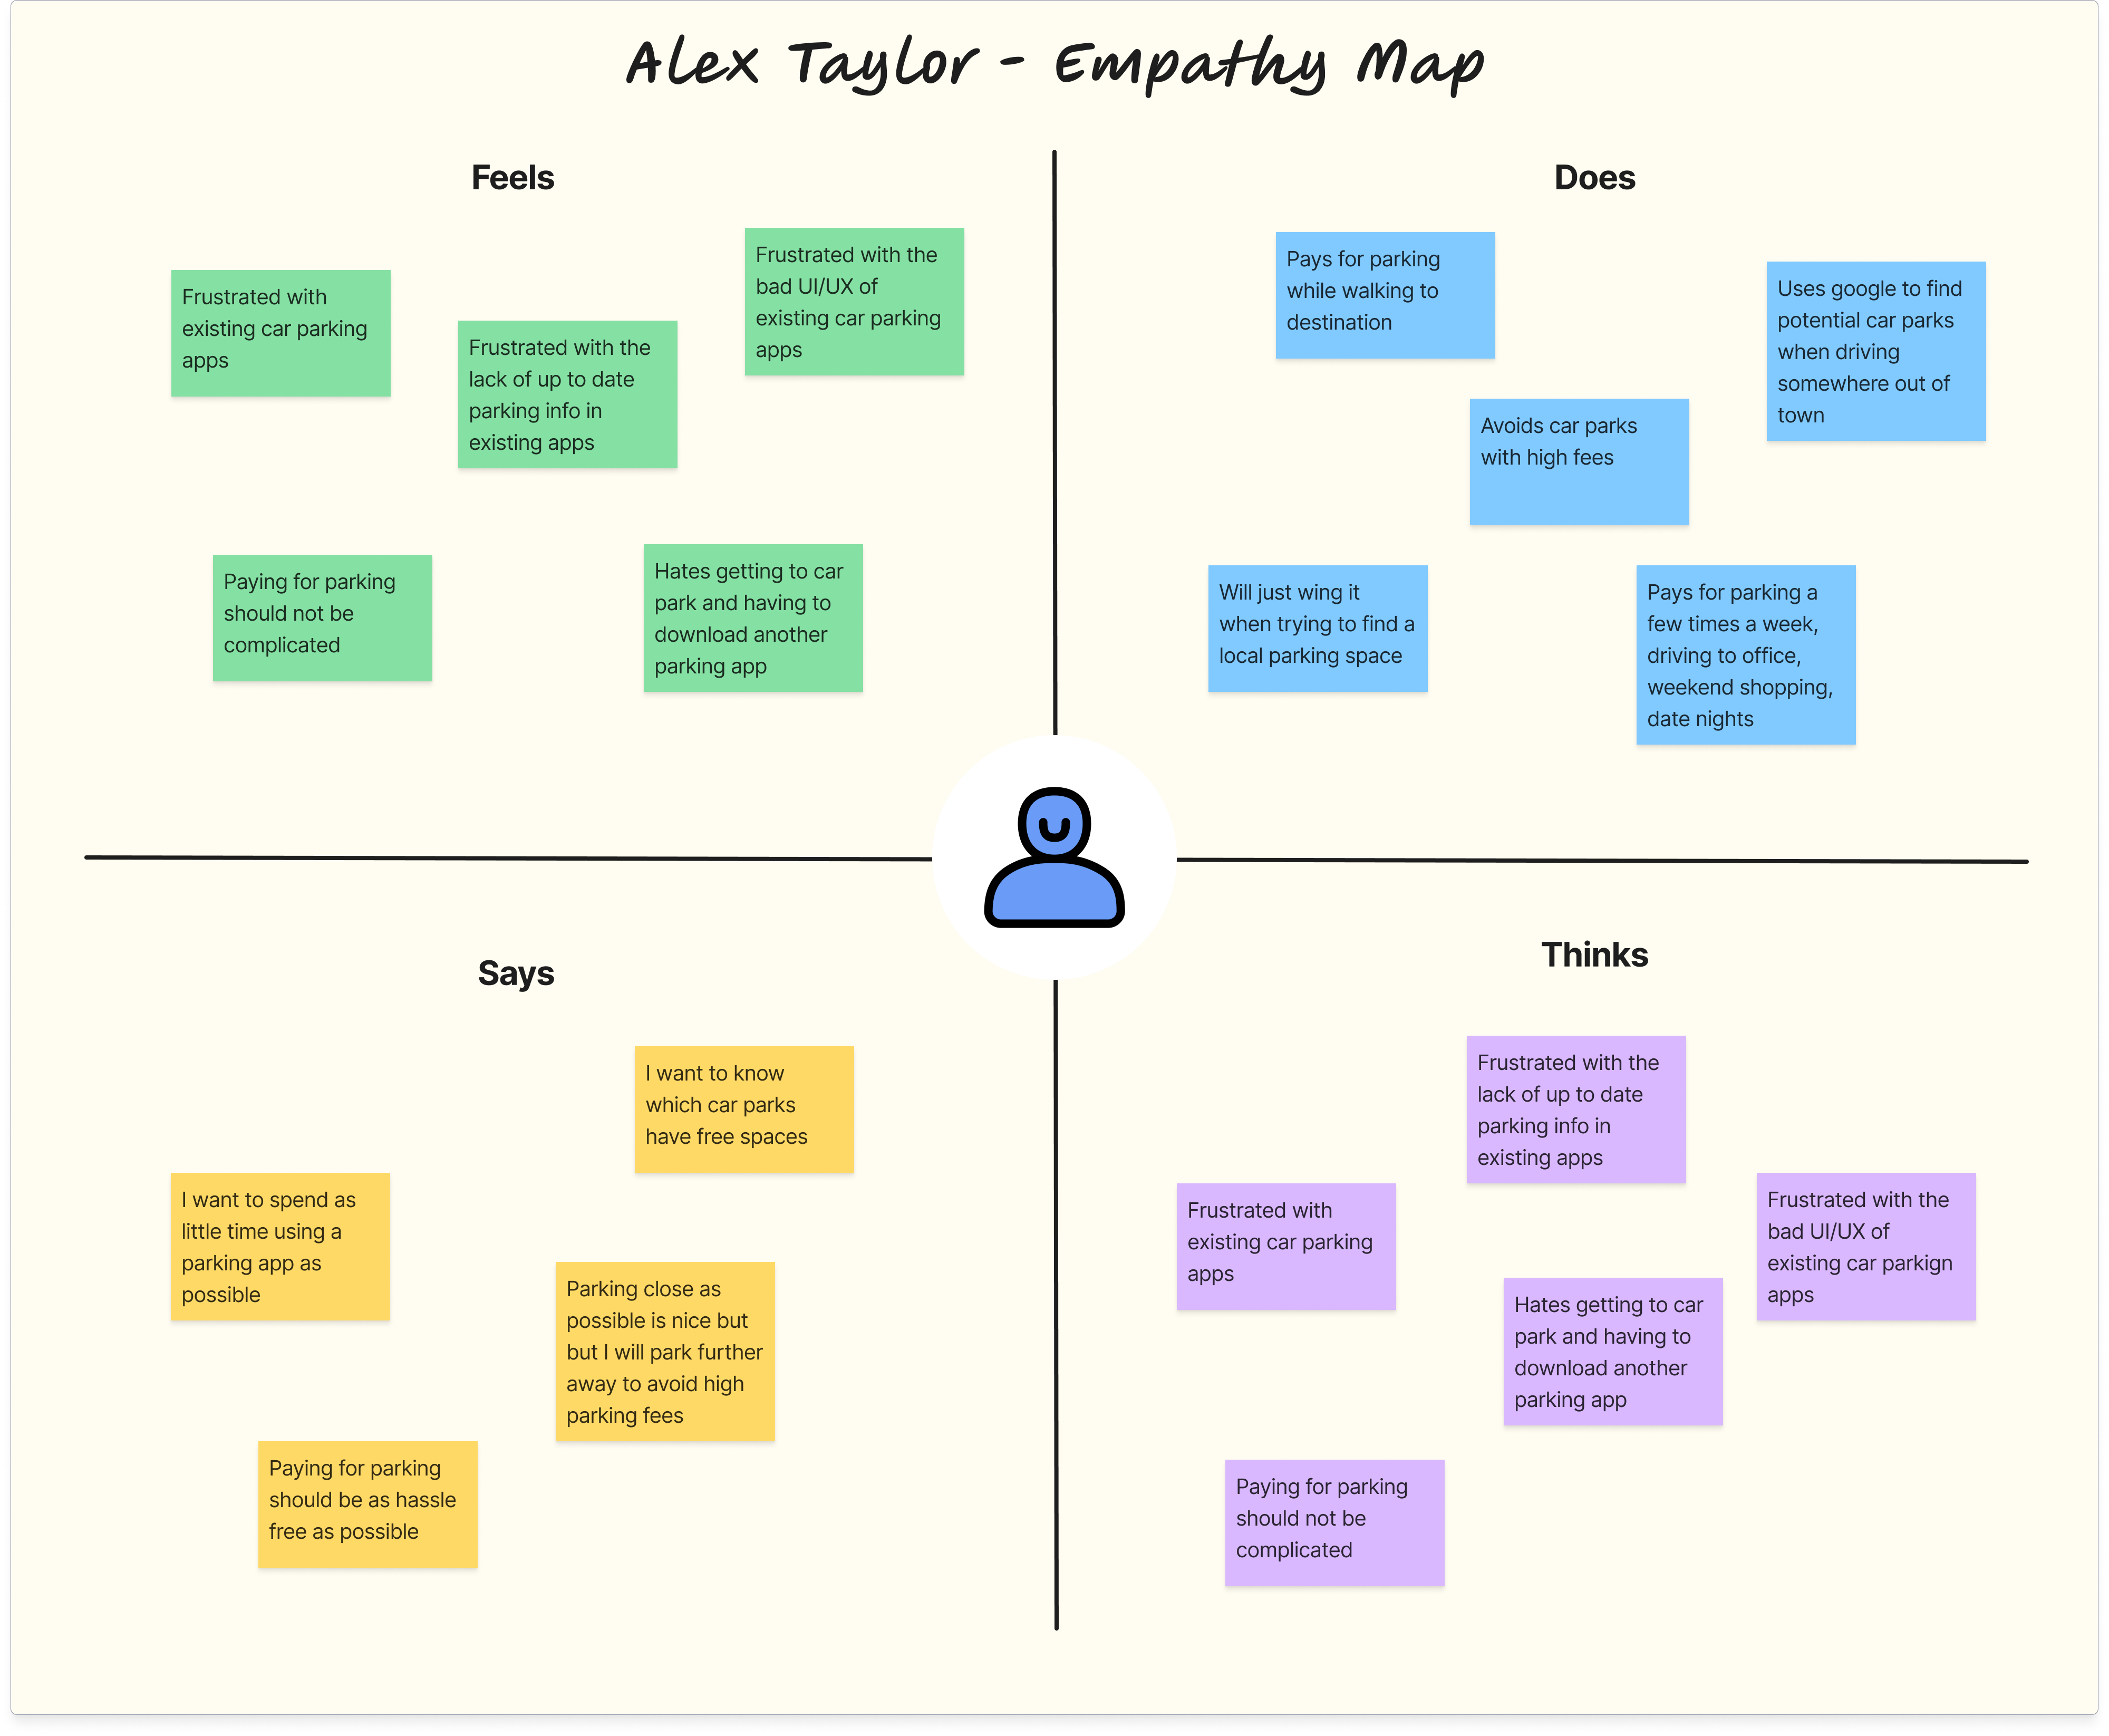 Alex Taylor - Empathy Map
Feels
Frustrated with
existing car parking
apps
Frustrated with the
lack of up to date
parking info in
existing apps
Frustrated with the
bad UI/UX of
existing car parking
apps
Paying for parking
should not be
complicated
Hates getting to car
park and having to
download another
parking app
Does
Pays for parking
while walking to
destination
Uses google to find
potential car parks
when driving
somewhere out of
town
Avoids car parks
with high fees
Will just wing it
when trying to find a
local parking space
Pays for parking a
few times a week,
driving to office,
weekend shopping,
date nights
Says
I want to know
which car parks
have free spaces
I want to spend as
little time using a
parking app as
possible
Parking close as
possible is nice but
but I will park further
away to avoid high
parking fees
Paying for parking
should be as hassle
free as possible
Thinks
Frustrated with the
lack of up to date
parking info in
existing apps
Frustrated with
existing car parking
apps
Frustrated with the
bad UI/UX of
existing car parkign
apps
Hates getting to car
park and having to
download another
parking app
Paying for parking
should not be
complicated